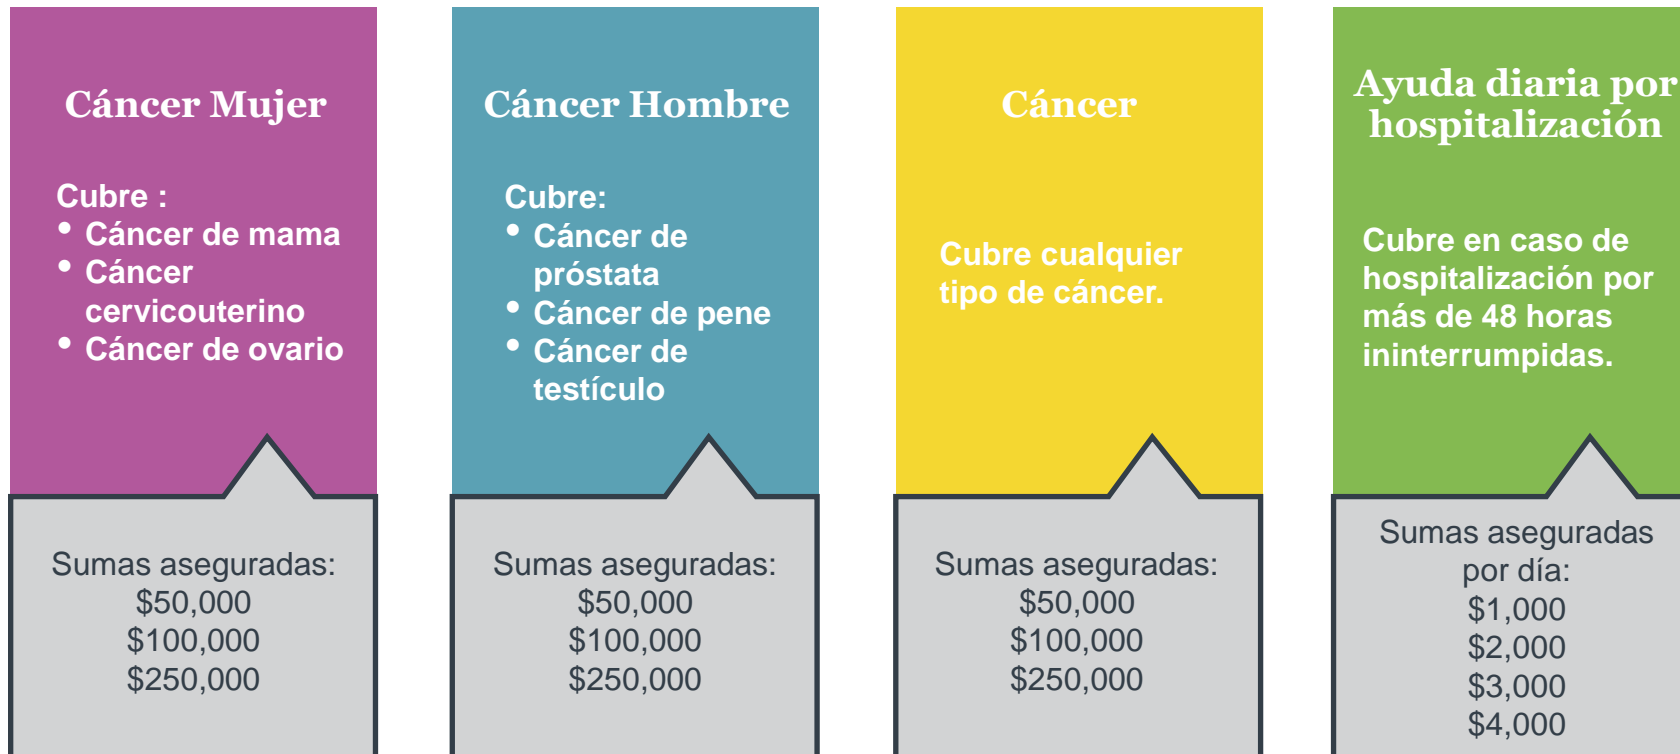 Cáncer Mujer
Cubre :
• Cáncer de mama
• Cáncer
cervicouterino
• Cáncer de ovario
Sumas aseguradas:
$50,000
$100,000
$250,000
Cáncer Hombre
Cubre:
• Cáncer de
próstata
• Cáncer de pene
• Cáncer de
testículo
Sumas aseguradas:
$50,000
$100,000
$250,000
Cáncer
Cubre cualquier
tipo de cáncer.
Sumas aseguradas:
$50,000
$100,000
$250,000
Ayuda diaria por
hospitalización
Cubre en caso de
hospitalización por
más de 48 horas
ininterrumpidas.
Sumas aseguradas
por día:
$1,000
$2,000
$3,000
$4,000